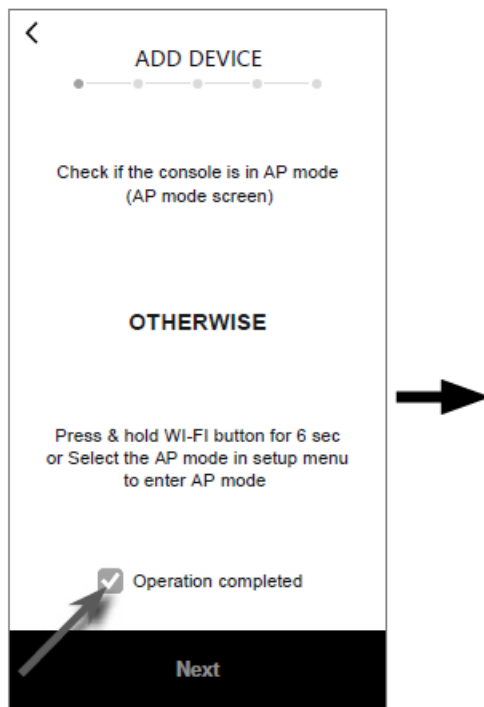 ADD DEVICE
Check if the console is in AP mode
(AP mode screen)
OTHERWISE
Press & hold WI-FI button for 6 sec
or Select the AP mode in setup menu
to enter AP mode
Operation completed
Next